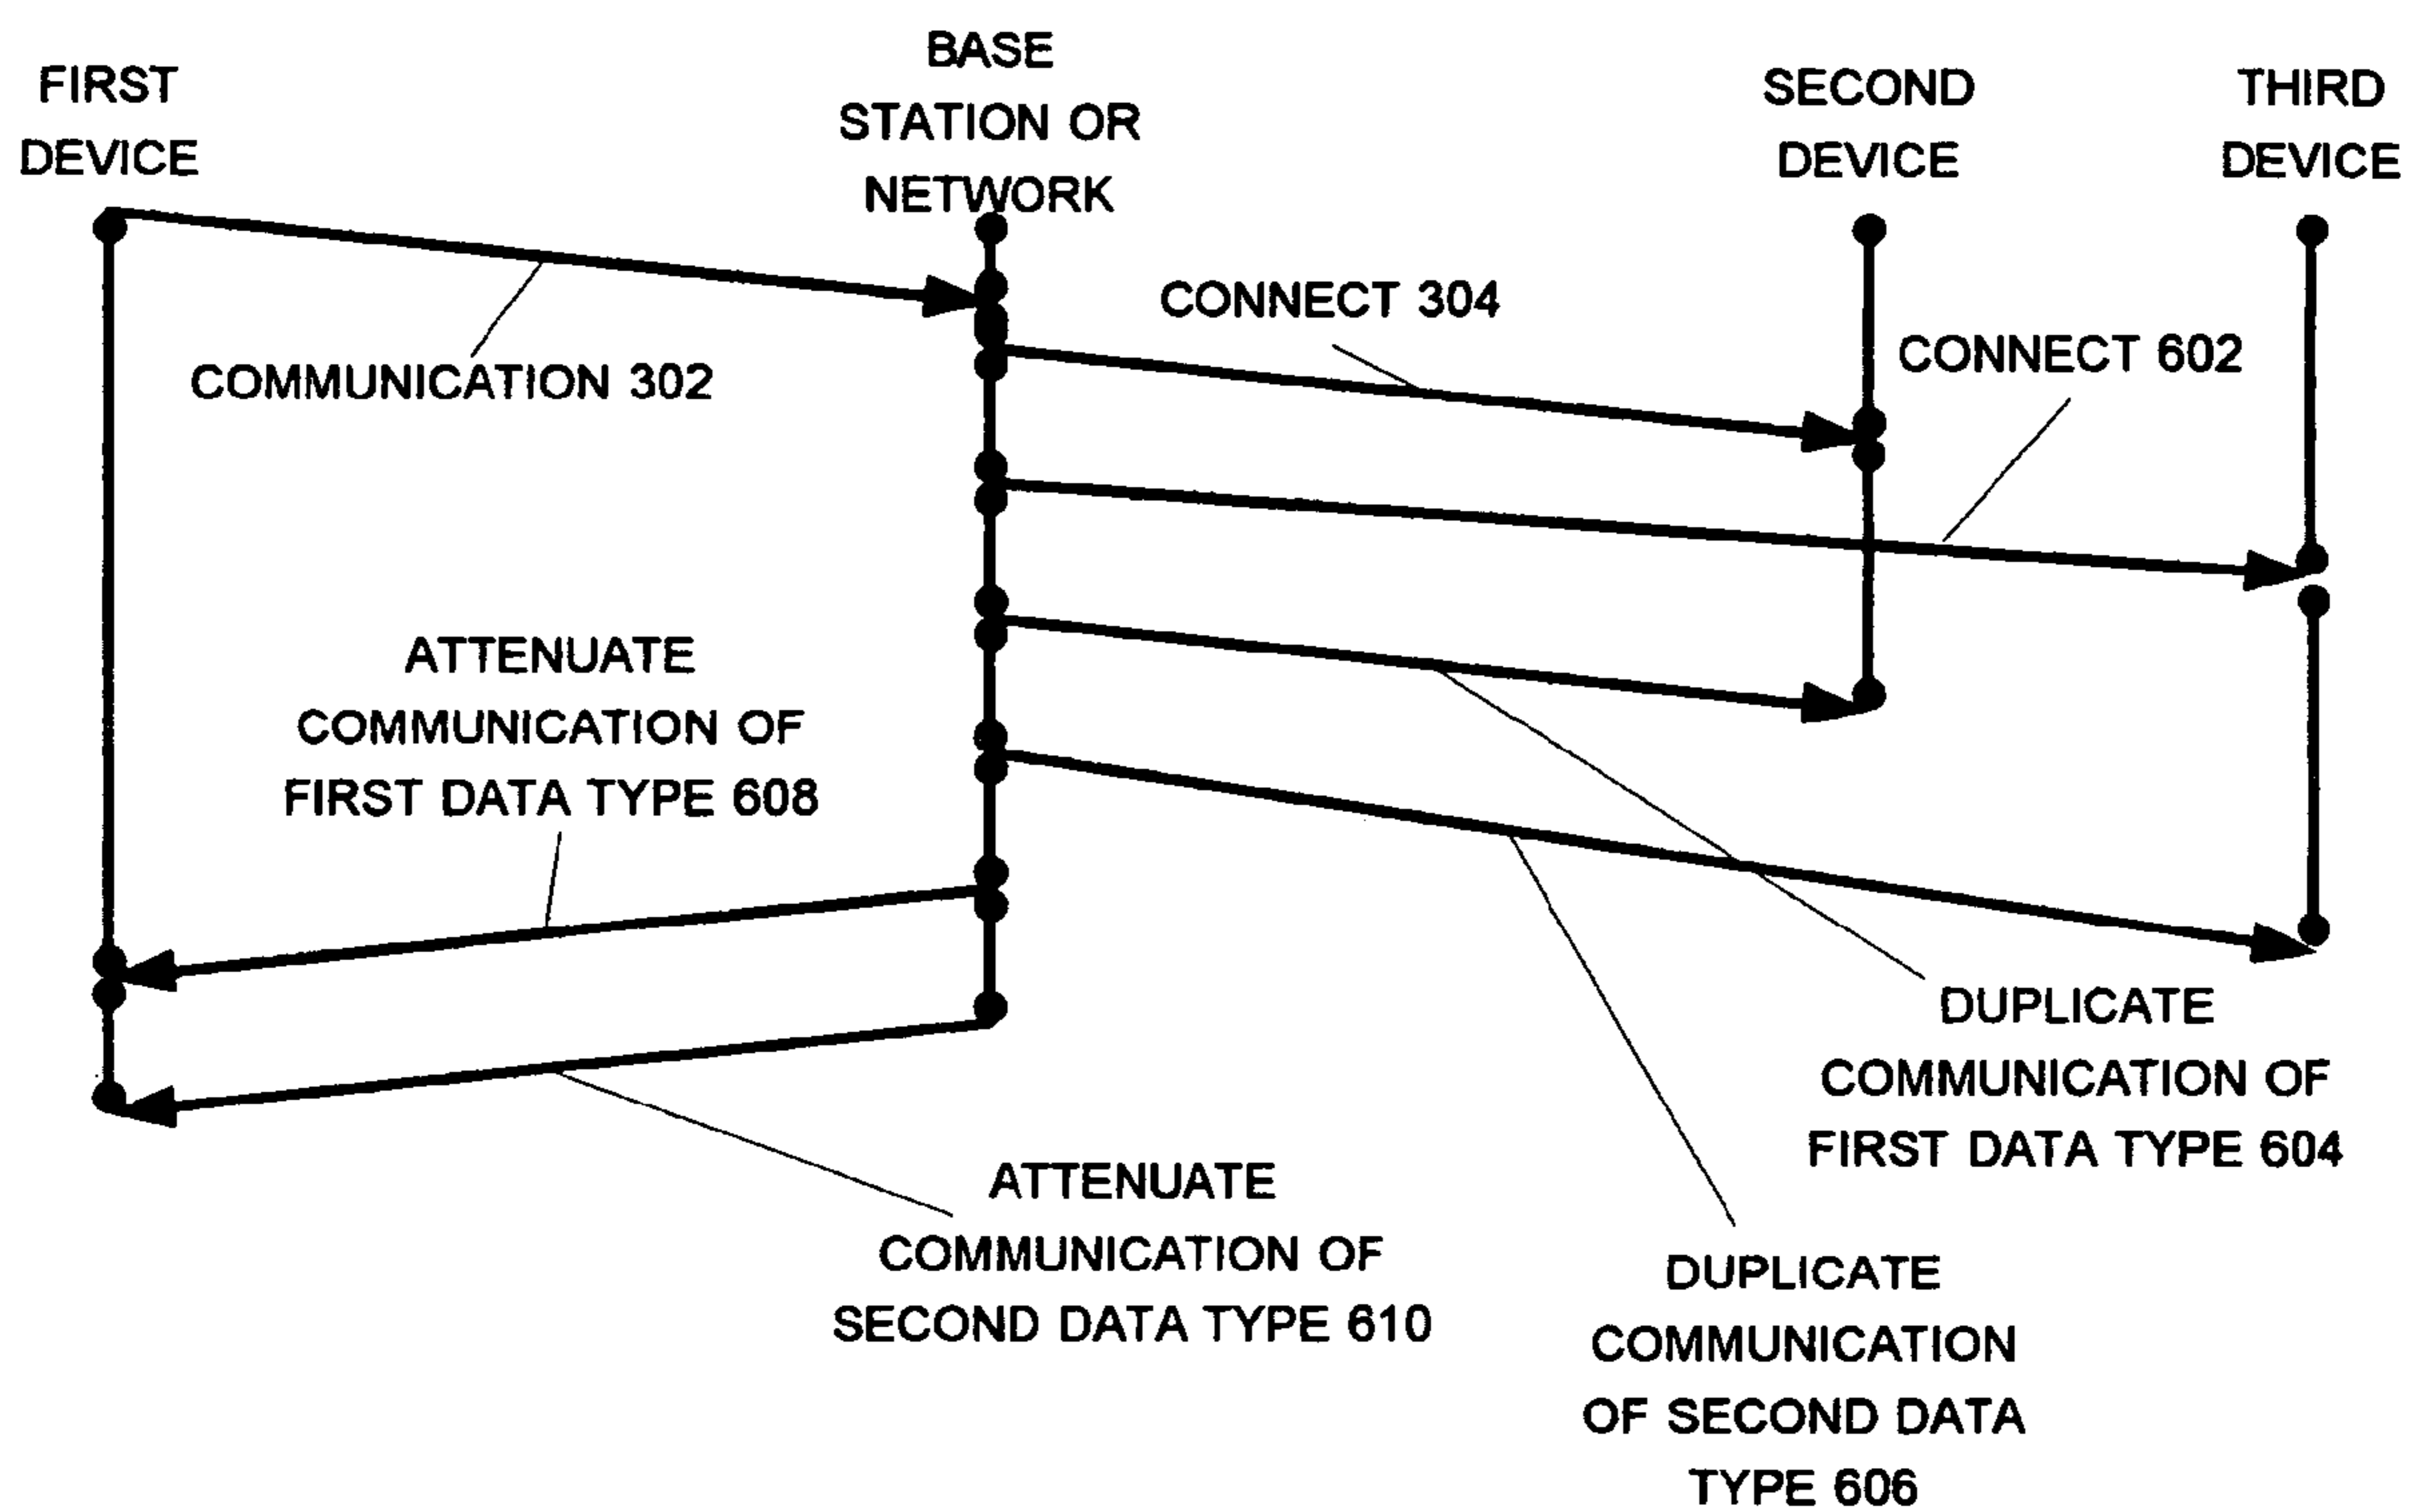 FIRST
DEVICE
BASE
STATION OR
NETWORK
SECOND
DEVICE
THIRD
DEVICE
COMMUNICATION 302
CONNECT 304
CONNECT 602
ATTENUATE
COMMUNICATION OF
FIRST DATA TYPE 608
DUPLICATE
COMMUNICATION OF
FIRST DATA TYPE 604
ATTENUATE
COMMUNICATION OF
SECOND DATA TYPE 610
DUPLICATE
COMMUNICATION
OF SECOND DATA
TYPE 606